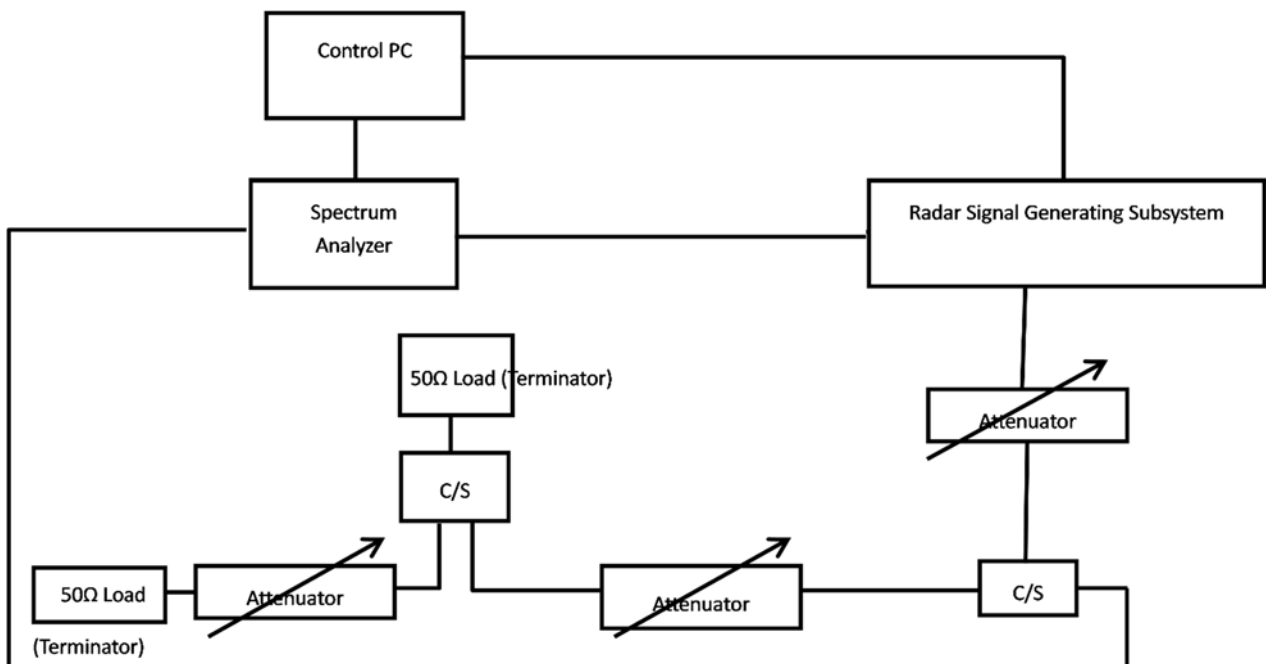 Control PC
Spectrum
Analyzer
Radar Signal Generating Subsystem
50Ω Load (Terminator)
Attenuator
C/S
50Ω Load
(Terminator)
Attenuator
Attenuator
C/S